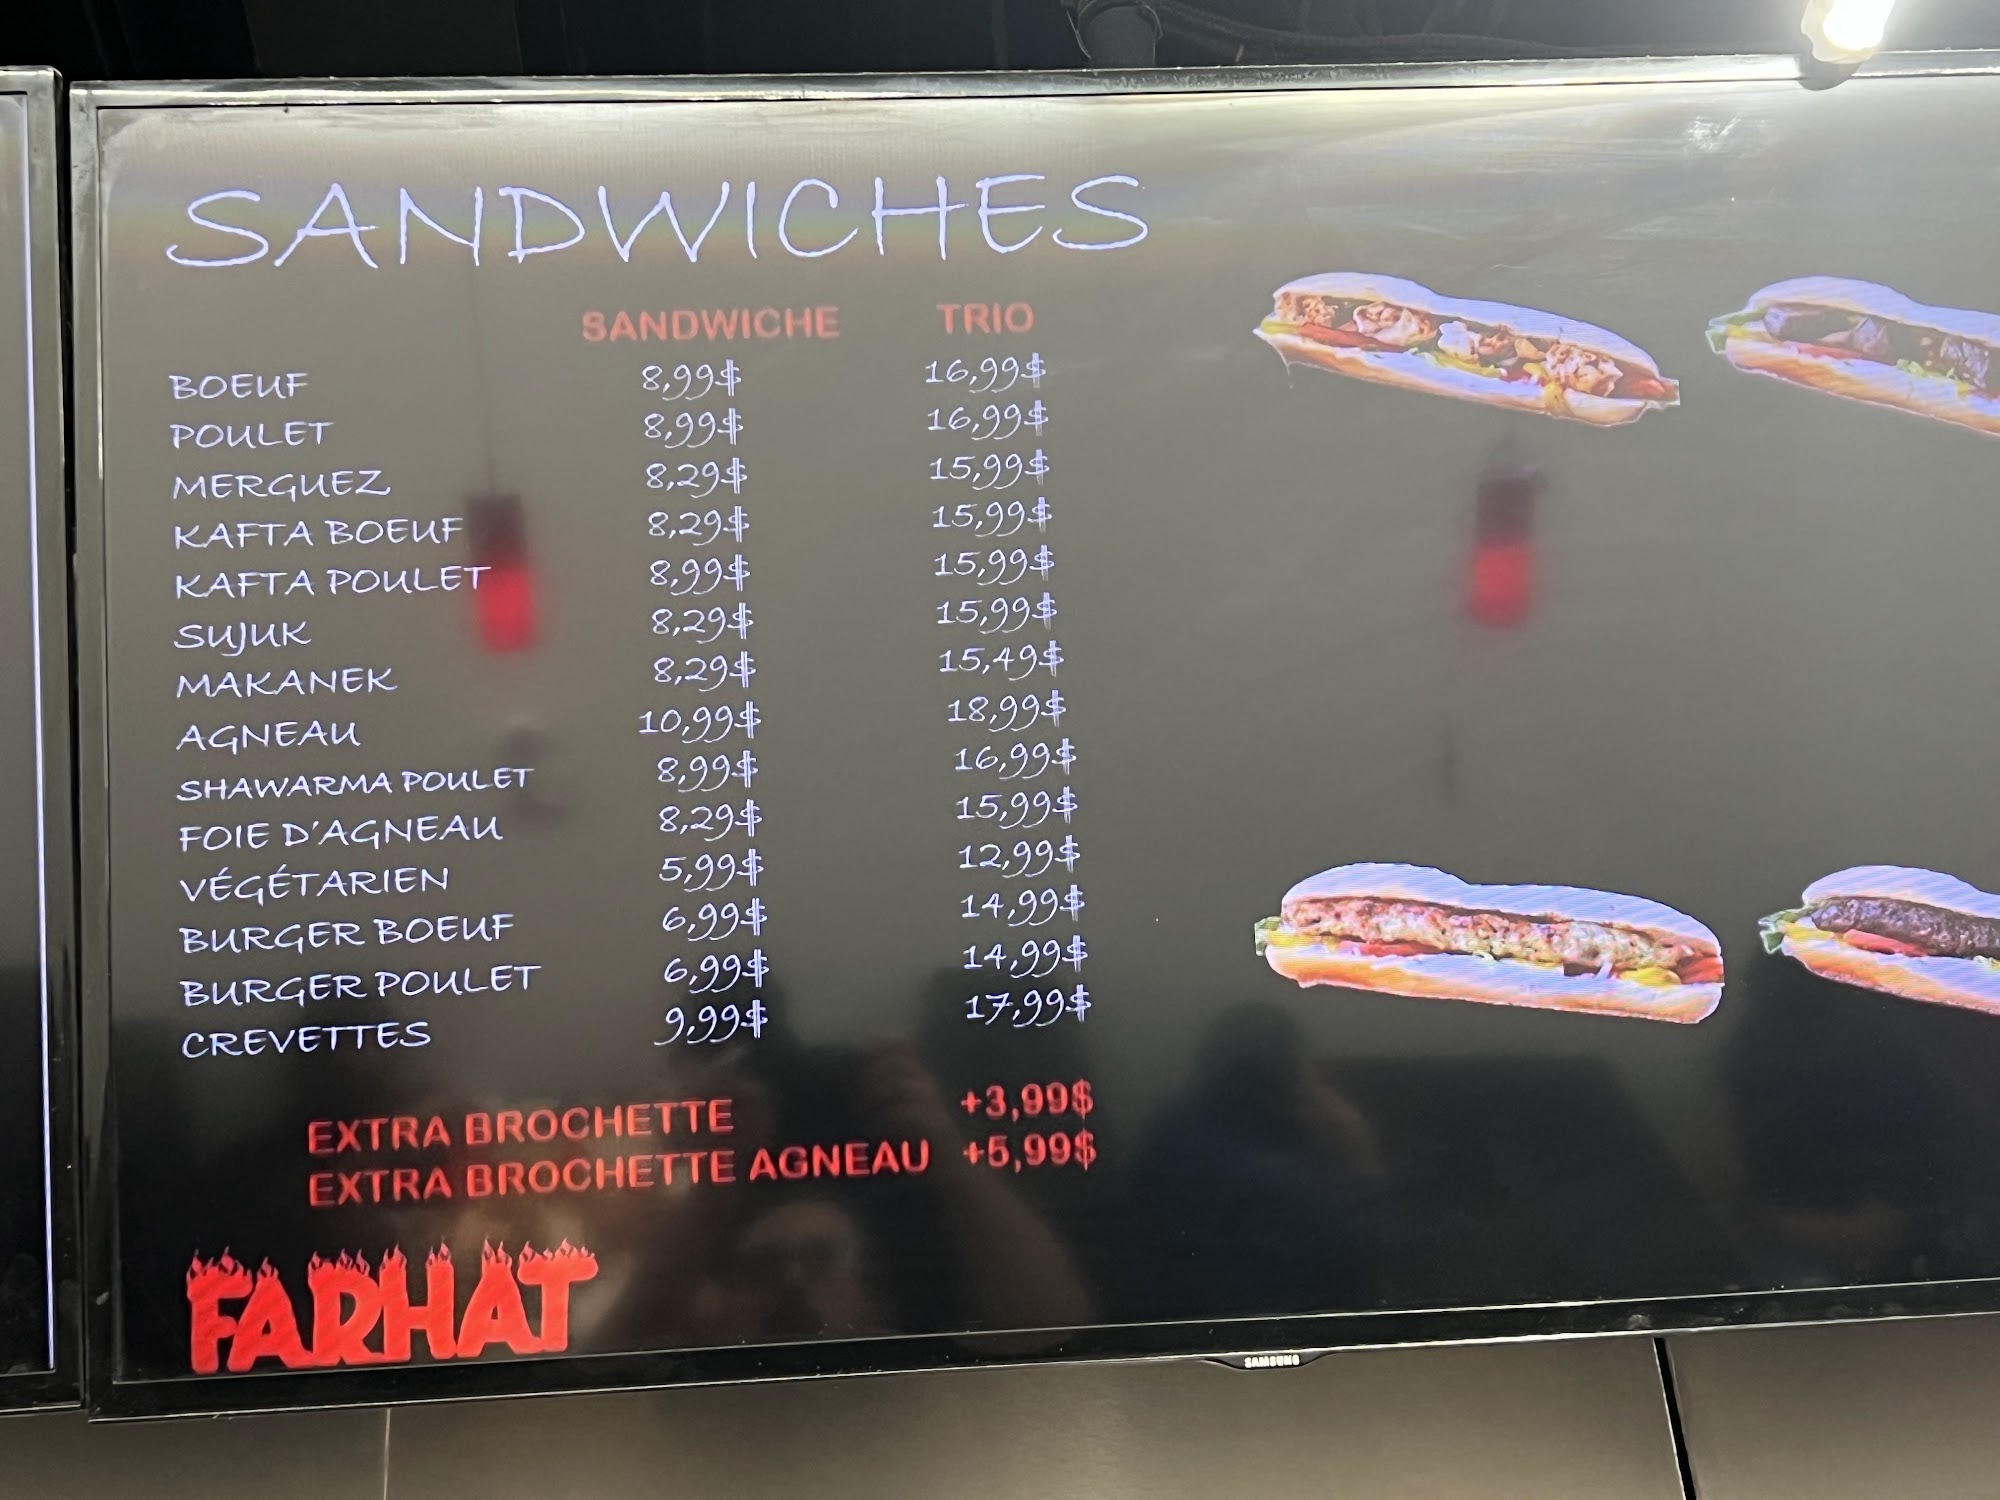 SANDWICHES
SANDWICHE TRIO
BOEUF 8,99$ 16,99$
POULET 8,99$ 16,99$
MERGUEZ 8,29$ 15,99$
KAFTA BOEUF 8,29$ 15,99$
KAFTA POULET 8,99$ 15,99$
SUJUK 8,29$ 15,99$
MAKANEK 8,29$ 15,49$
AGNEAU 10,99$ 18,99$
SHAWARMA POULET 8,99$ 16,99$
FOIE D'AGNEAU 8,29$ 15,99$
VÉGÉTARIEN 5,99$ 12,99$
BURGER BOEUF 6,99$ 14,99$
BURGER POULET 6,99$ 14,99$
CREVETTES 9,99$ 17,99$
EXTRA BROCHETTE +3,99$
EXTRA BROCHETTE AGNEAU +5,99$
FARHAT
SAMSUNG